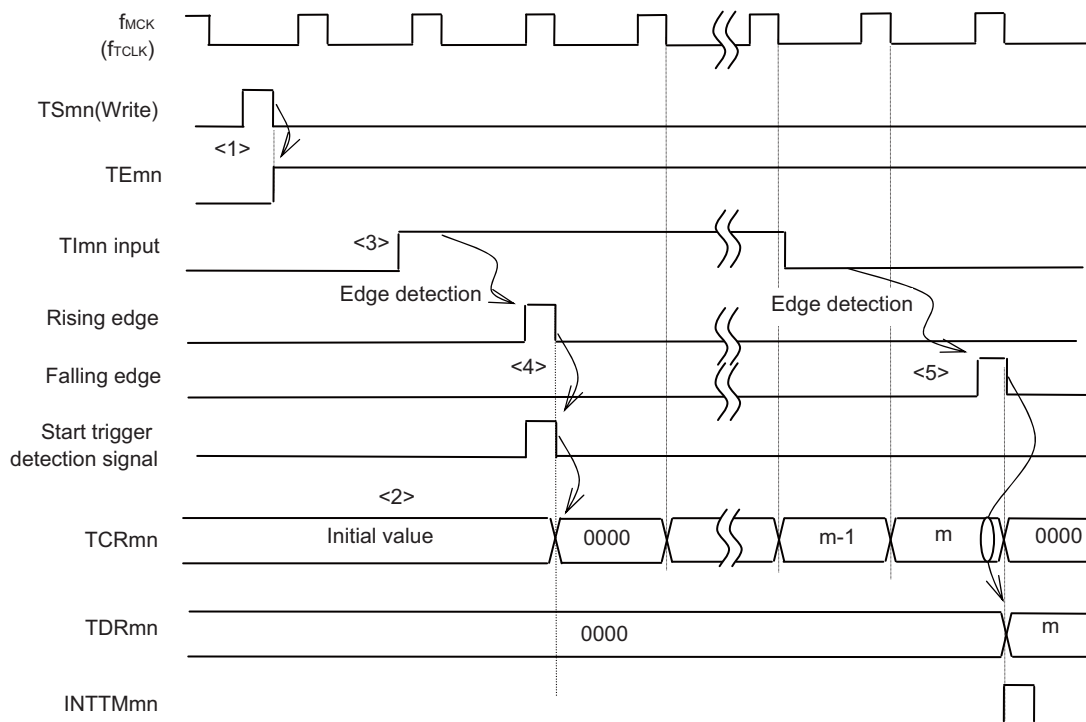 fMCK
(fTCLK)
TSmn(Write)
<1>
TEmn
TImn input
<3>
Edge detection
Edge detection
Rising edge
<4>
Falling edge
<5>
Start trigger
detection signal
<2>
TCRmn
Initial value
0000
m-1
m
0000
TDRmn
0000
m
INTTMmn